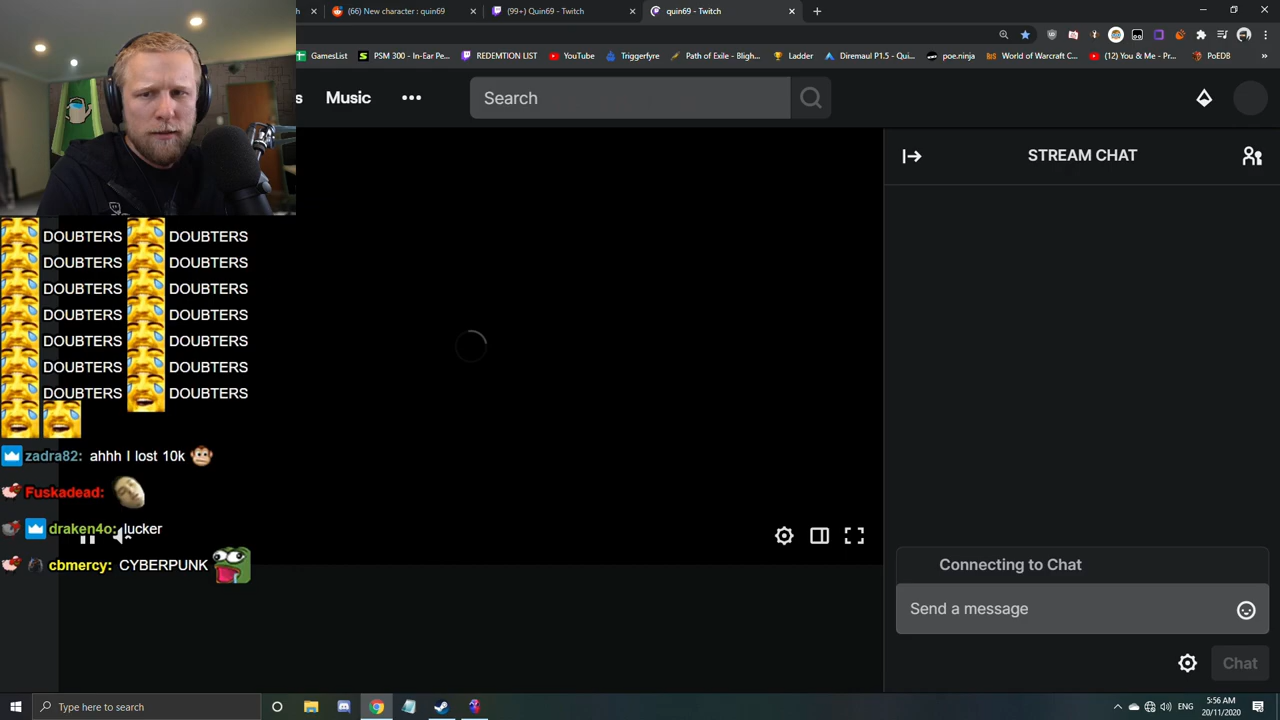 h
(66) New character : quin69
(99+) Quin69 - Twitch
quin69 - Twitch
GamesList
PSM 300 - In-Ear Pe...
REDEMTION LIST
YouTube
Triggerfyre
Path of Exile - Bligh...
Ladder
Diremaul P1.5 - Qui...
poe.ninja
World of Warcraft C...
(12) You & Me - Pr...
PoEDB
s
Music
Search
STREAM CHAT
DOUBTERS DOUBTERS
DOUBTERS DOUBTERS
DOUBTERS DOUBTERS
DOUBTERS DOUBTERS
DOUBTERS DOUBTERS
DOUBTERS DOUBTERS
DOUBTERS DOUBTERS
zadra82: ahhh I lost 10k
Fuskadead:
draken4o: lucker
cbmercy: CYBERPUNK
Connecting to Chat
Send a message
Chat
Type here to search
ENG
5:56 AM
20/11/2020